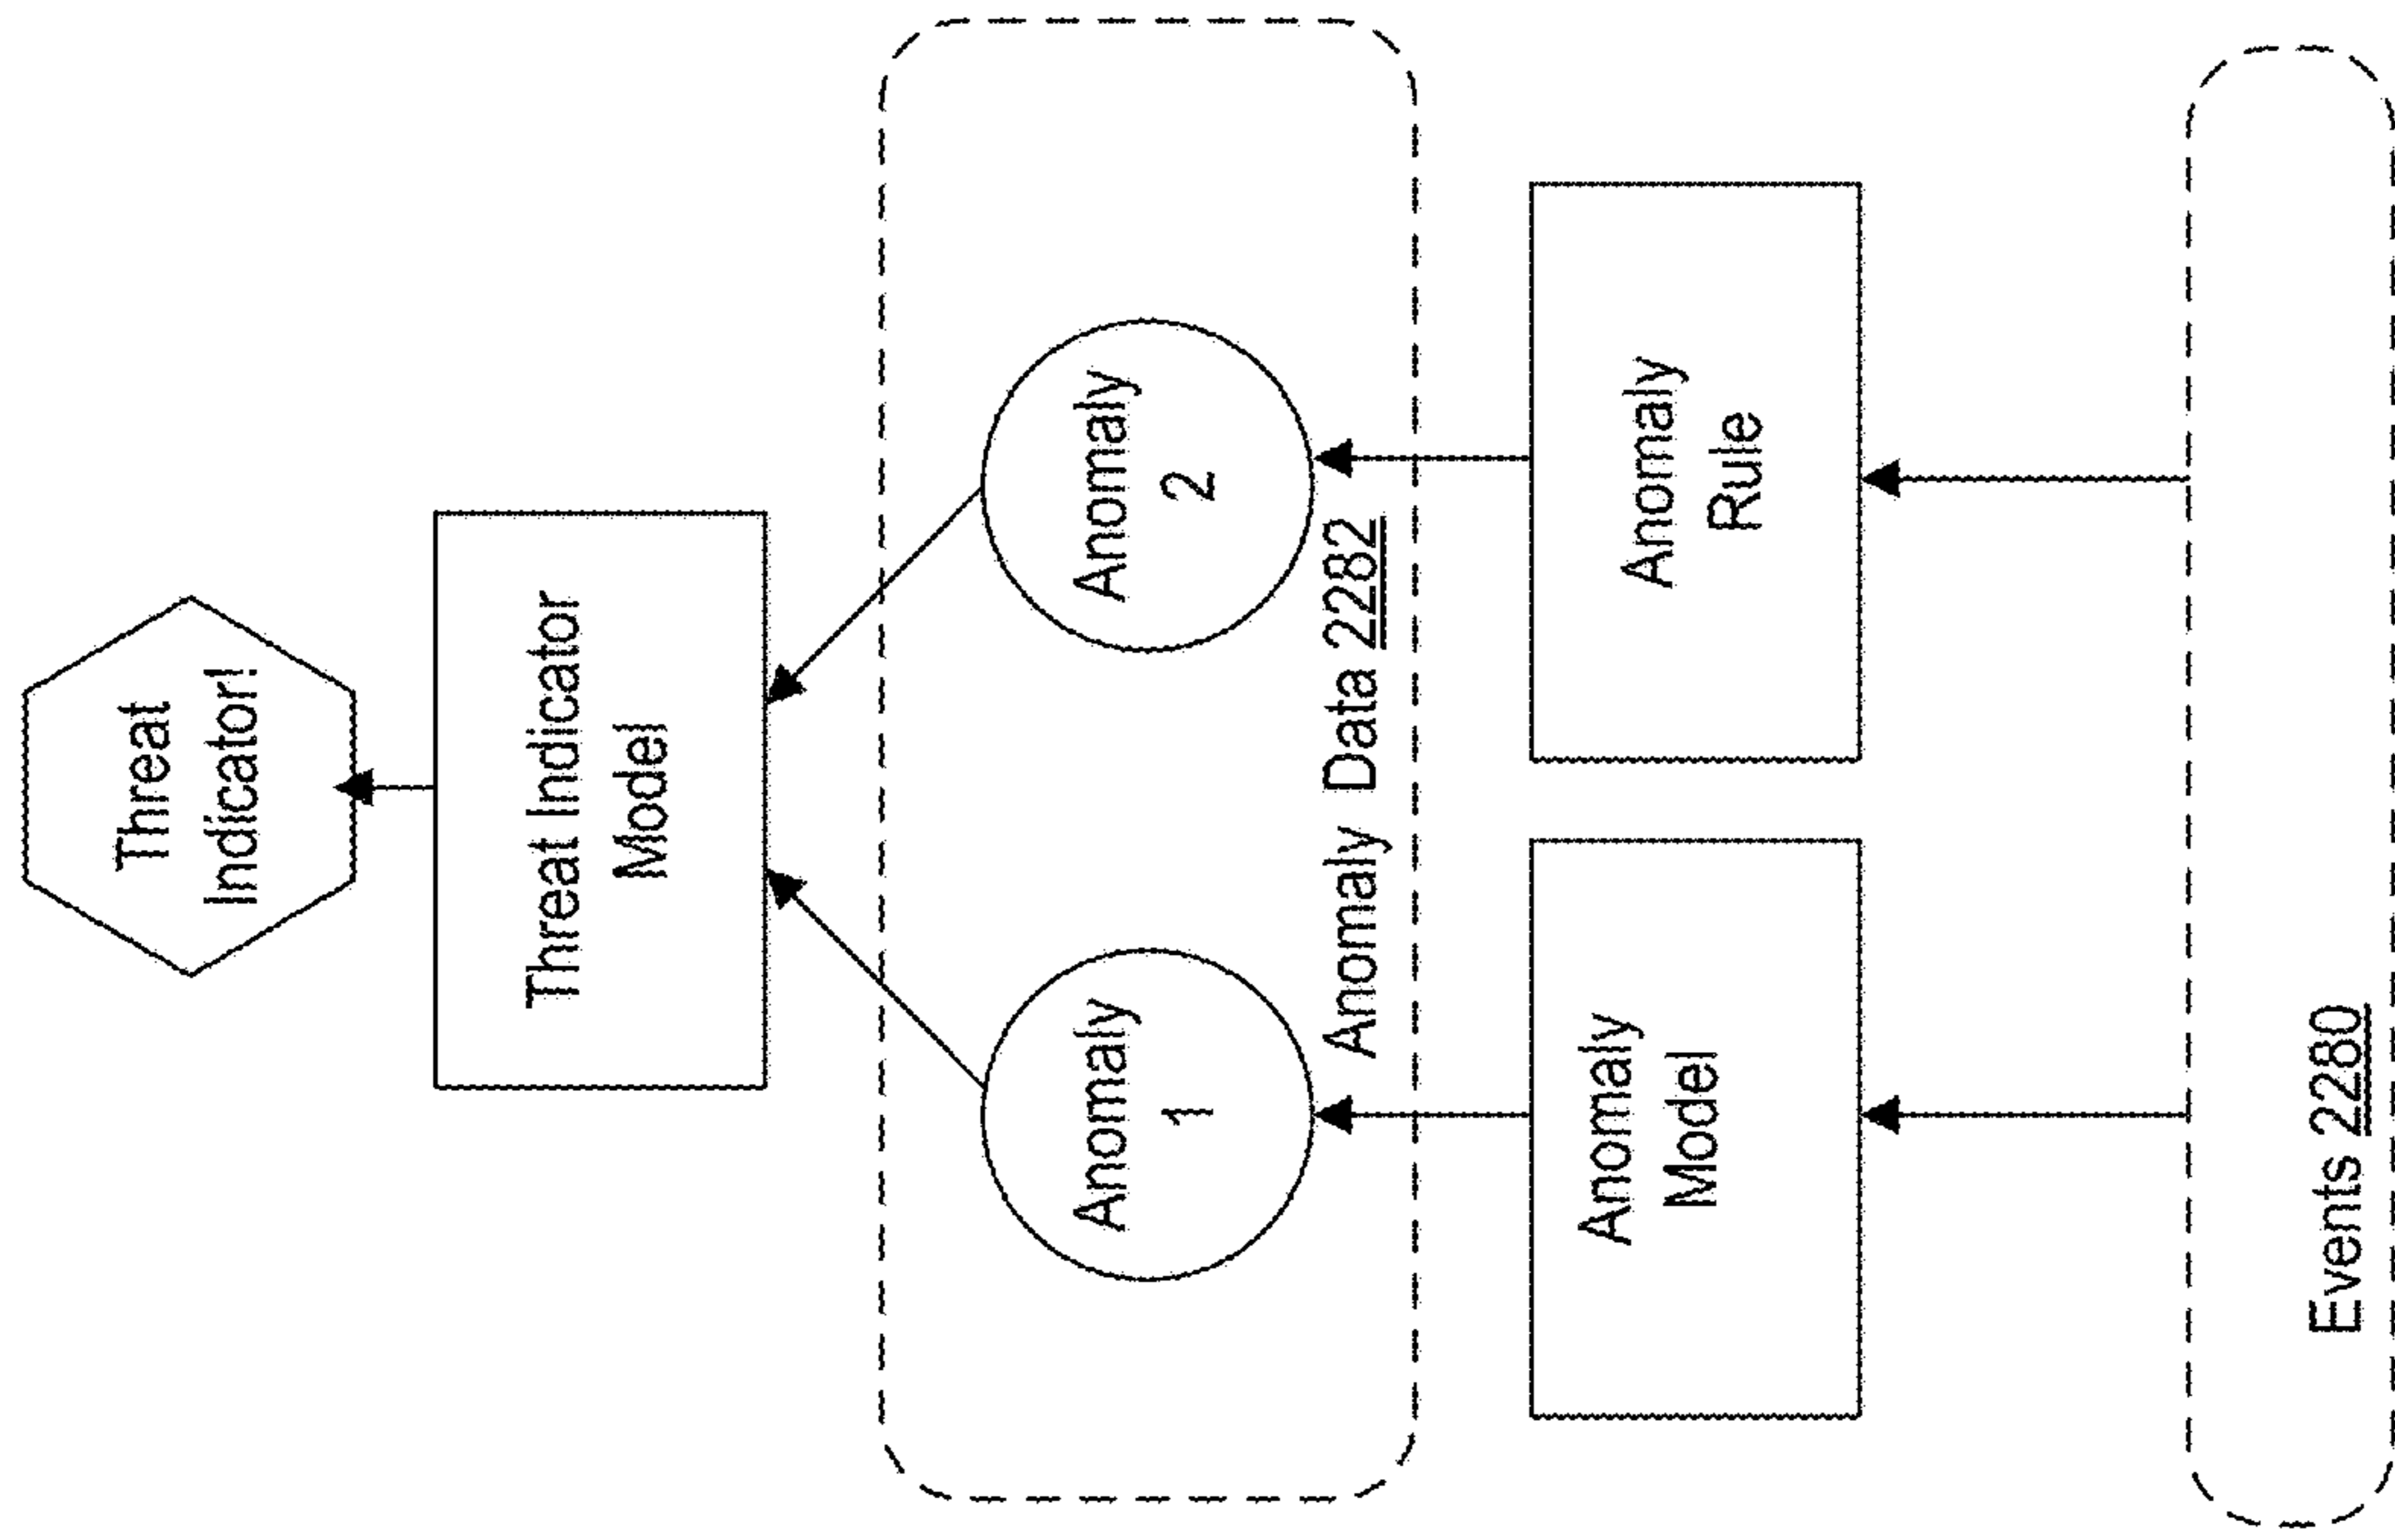 Threat
Indicator!
Threat Indicator
Model
Anomaly
1
Anomaly
2
Anomaly Data 2282
Anomaly
Model
Anomaly
Rule
Events 2280